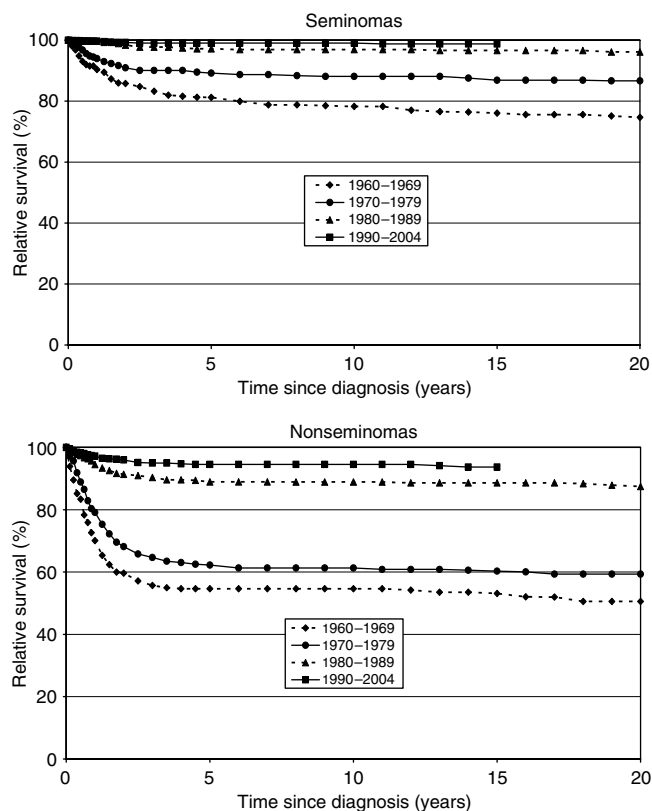 Seminomas
100
80
60
40
20
0
Relative survival (%)
1960–1969
1970–1979
1980–1989
1990–2004
0 5 10 15 20
Time since diagnosis (years)
Nonseminomas
100
80
60
40
20
0
Relative survival (%)
1960–1969
1970–1979
1980–1989
1990–2004
0 5 10 15 20
Time since diagnosis (years)